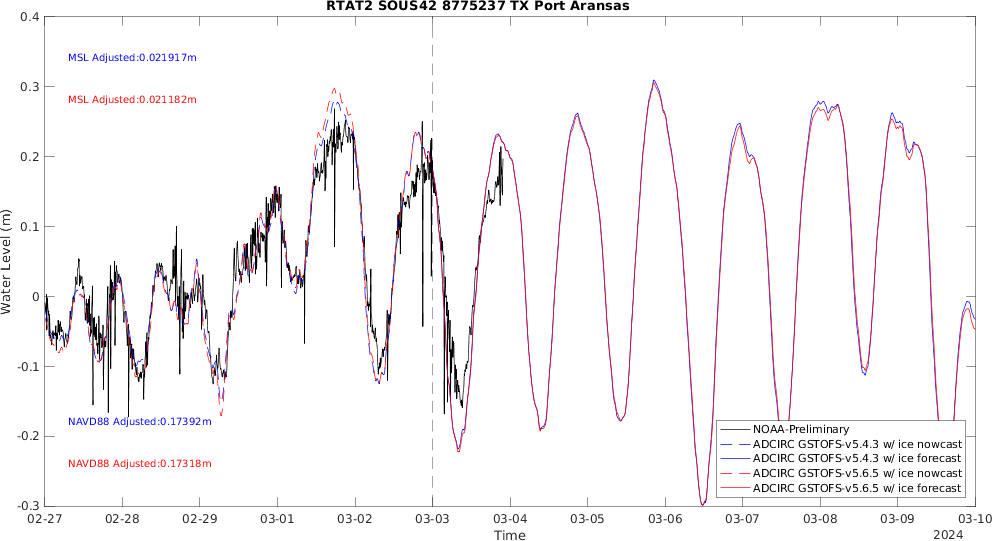 RTAT2 SOUS42 8775237 TX Port Aransas
0.4
0.3
0.2
0.1
0
-0.1
-0.2
-0.3
Water Level (m)
MSL Adjusted:0.021917m
MSL Adjusted:0.021182m
NAVD88 Adjusted:0.17392m
NAVD88 Adjusted:0.17318m
NOAA-Preliminary
ADCIRC GSTOFS-v5.4.3 w/ ice nowcast
ADCIRC GSTOFS-v5.4.3 w/ ice forecast
ADCIRC GSTOFS-v5.6.5 w/ ice nowcast
ADCIRC GSTOFS-v5.6.5 w/ ice forecast
02-27 02-28 02-29 03-01 03-02 03-03 03-04 03-05 03-06 03-07 03-08 03-09 03-10
Time
2024